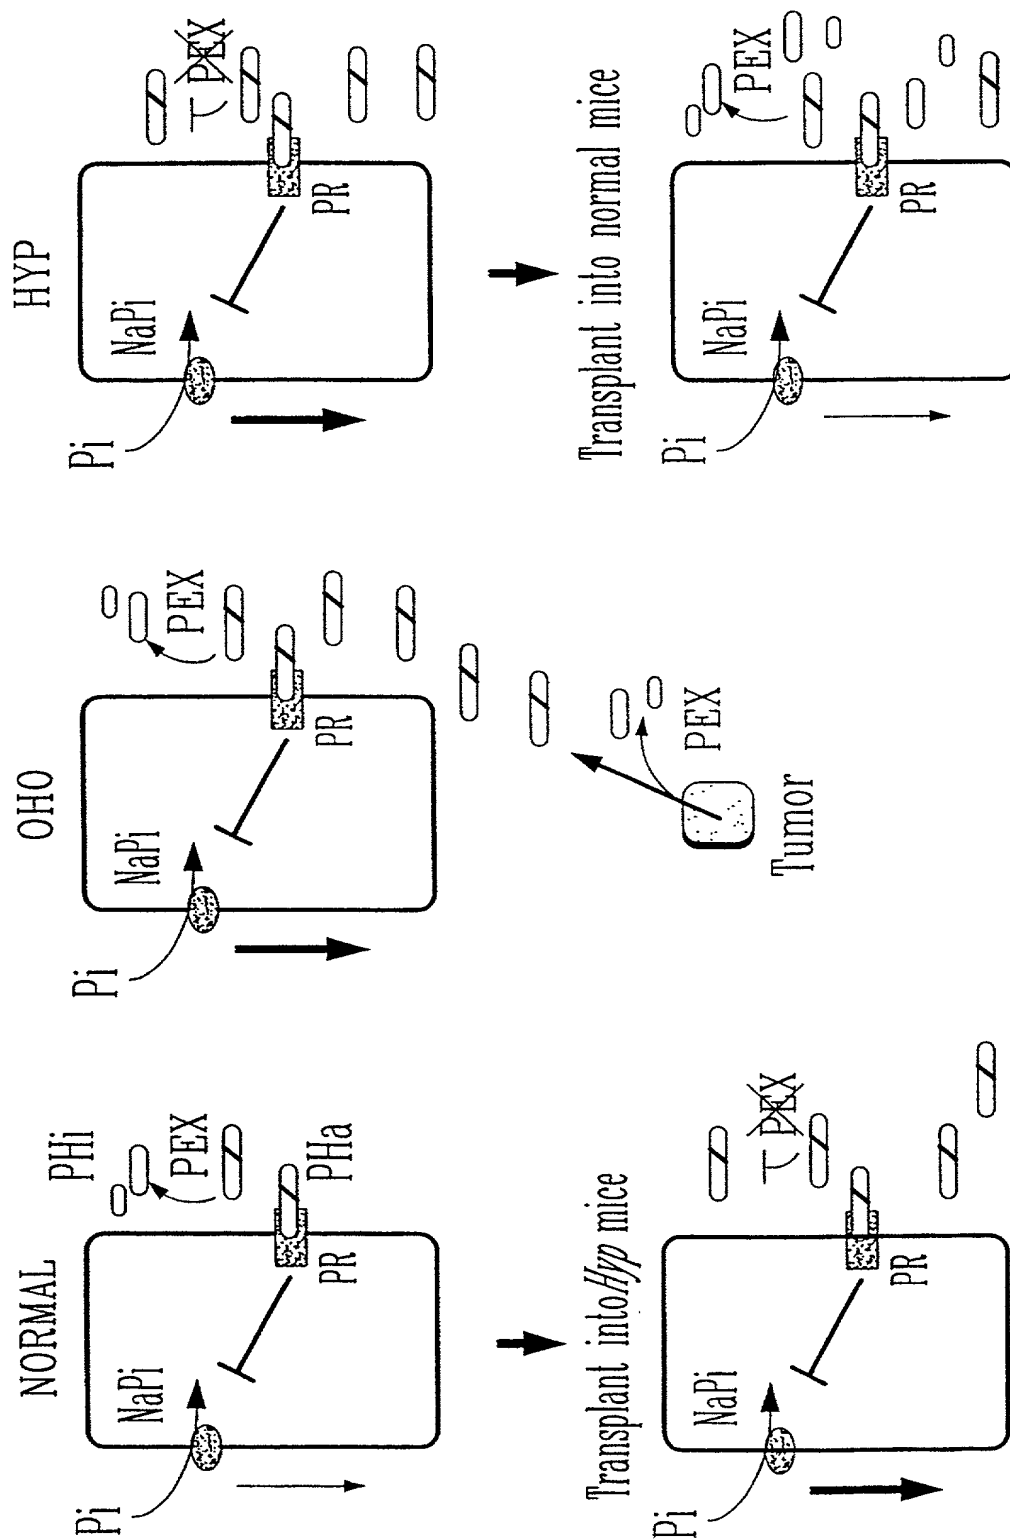 NORMAL
Pi
NaPi
PR
PEX
PHi
PHa
OHO
Pi
NaPi
PR
PEX
Tumor
PEX
HYP
Pi
NaPi
PR
PEX
Transplant into Hyp mice
Pi
NaPi
PR
PEX
Transplant into normal mice
Pi
NaPi
PR
PEX